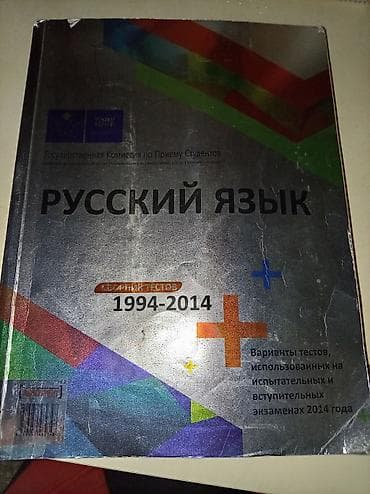 Государственная Комиссия по Приему Студентов
РУССКИЙ ЯЗЫК
СБОРНИК ТЕСТОВ
1994-2014
Варианты тестов,
использованных на
испытательных и
вступительных
экзаменах 2014 года